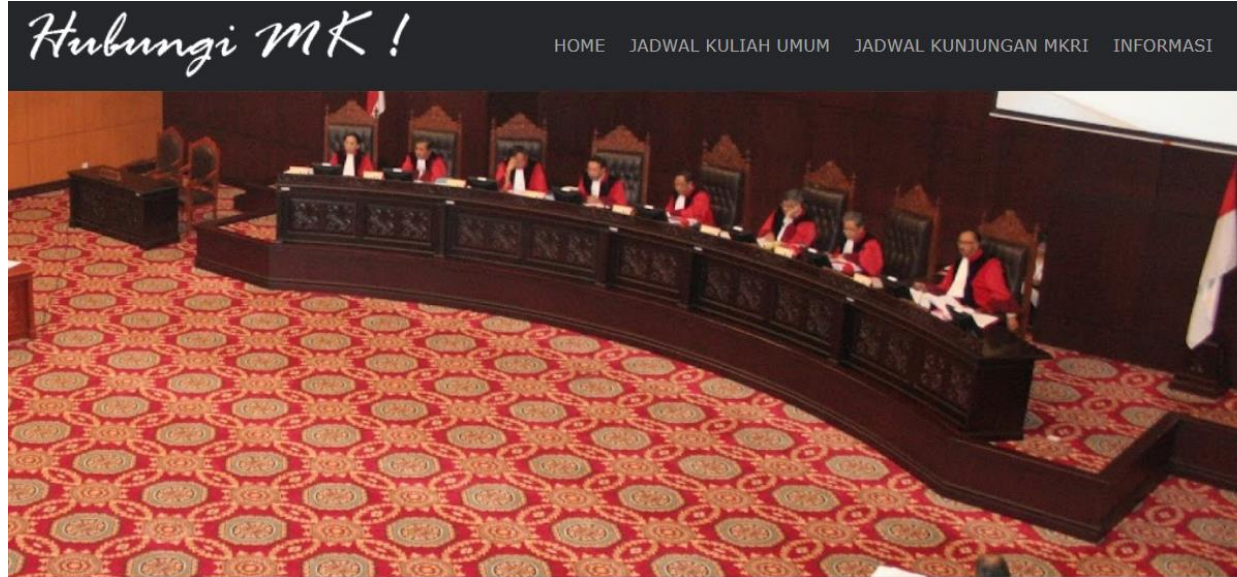 Hubungi MK !
HOME JADWAL KULIAH UMUM JADWAL KUNJUNGAN MKRI INFORMASI